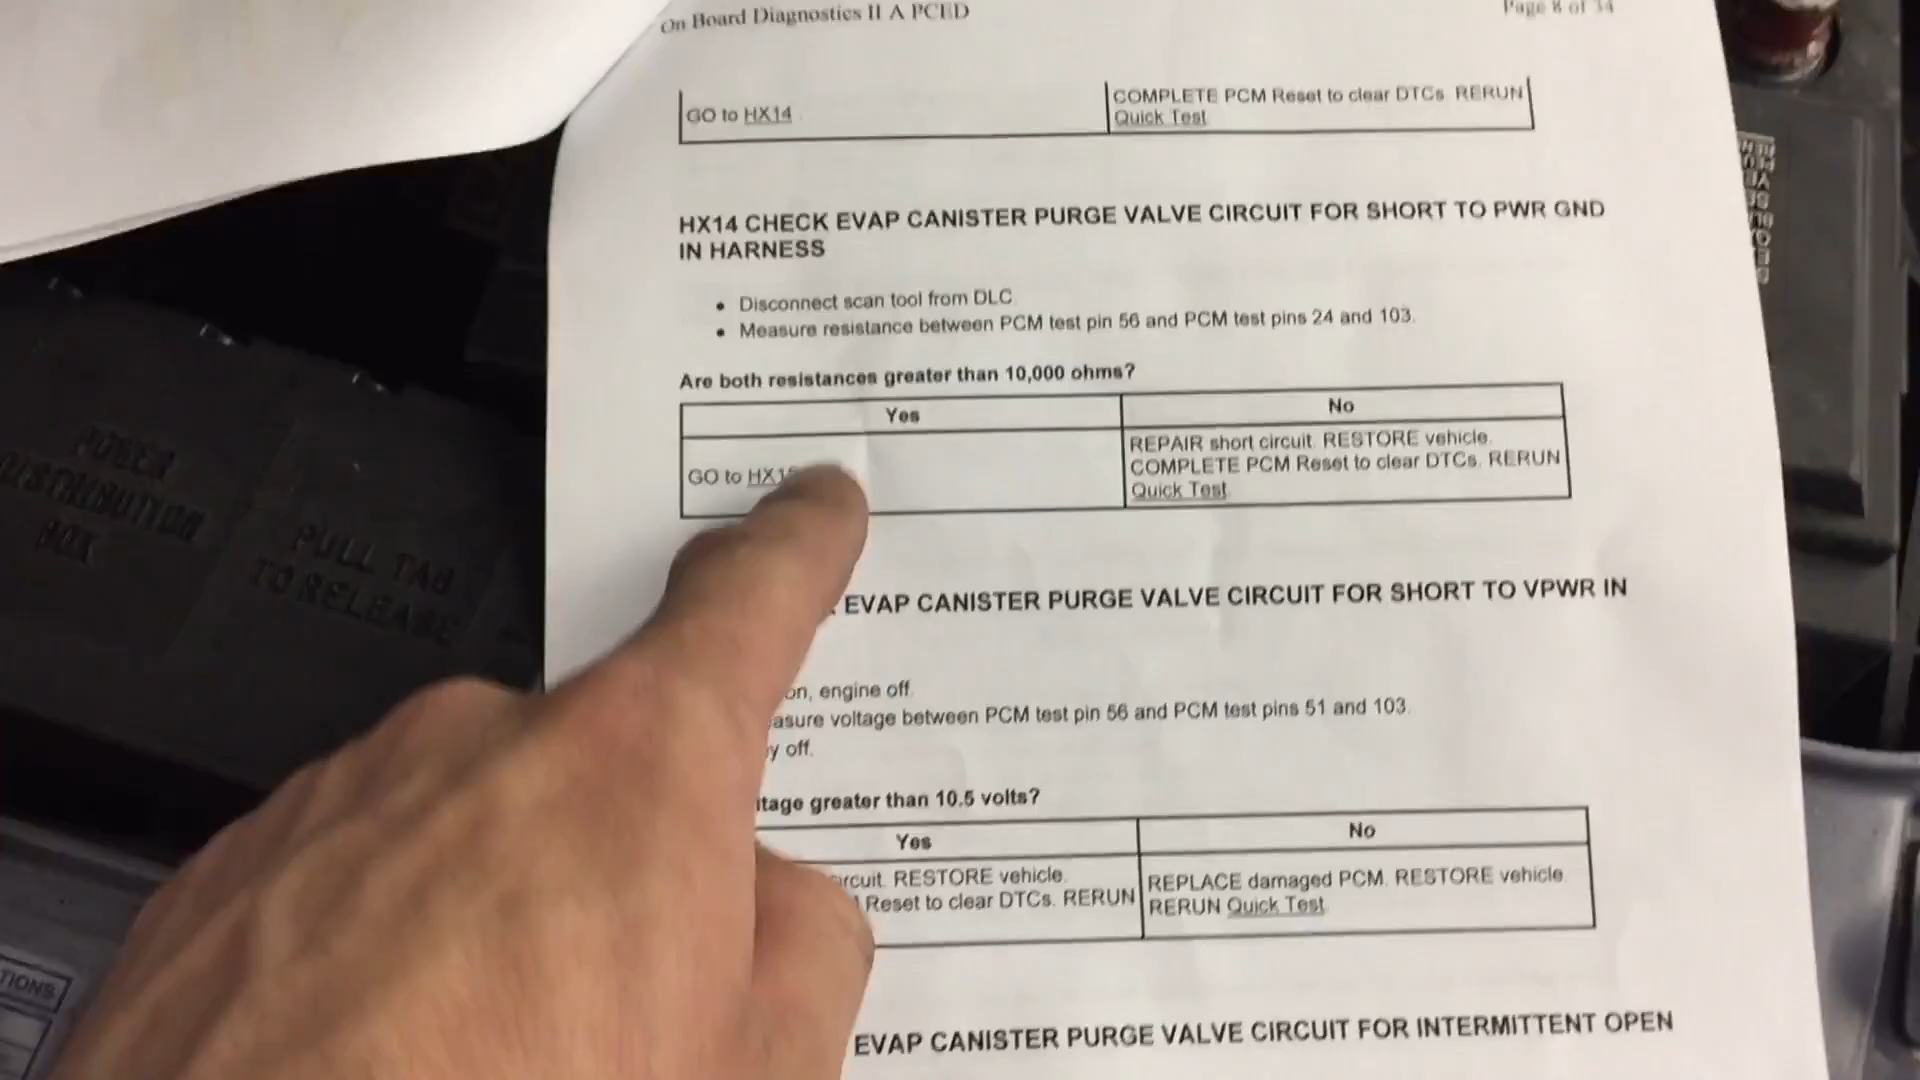 On Board Diagnostics II A PCED
Page 8 of 34
GO to HX14
COMPLETE PCM Reset to clear DTCs. RERUN
Quick Test
HX14 CHECK EVAP CANISTER PURGE VALVE CIRCUIT FOR SHORT TO PWR GND
IN HARNESS
• Disconnect scan tool from DLC
• Measure resistance between PCM test pin 56 and PCM test pins 24 and 103.
Are both resistances greater than 10,000 ohms?
Yes
No
GO to
REPAIR short circuit. RESTORE vehicle.
COMPLETE PCM Reset to clear DTCs. RERUN
Quick Test
EVAP CANISTER PURGE VALVE CIRCUIT FOR SHORT TO VPWR IN
on, engine off.
asure voltage between PCM test pin 56 and PCM test pins 51 and 103.
y off.
ltage greater than 10.5 volts?
Yes
No
ircuit. RESTORE vehicle.
Reset to clear DTCs. RERUN
REPLACE damaged PCM. RESTORE vehicle.
RERUN Quick Test
EVAP CANISTER PURGE VALVE CIRCUIT FOR INTERMITTENT OPEN
POWER
DISTRIBUTION
BOX
PULL TAB
TO RELEASE
TIONS